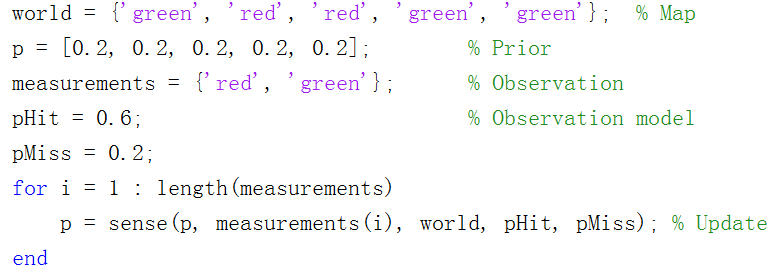 world = {'green', 'red', 'red', 'green', 'green'};  % Map
p = [0.2, 0.2, 0.2, 0.2, 0.2];        % Prior
measurements = {'red', 'green'};      % Observation
pHit = 0.6;                           % Observation model
pMiss = 0.2;
for i = 1 : length(measurements)
    p = sense(p, measurements(i), world, pHit, pMiss); % Update
end